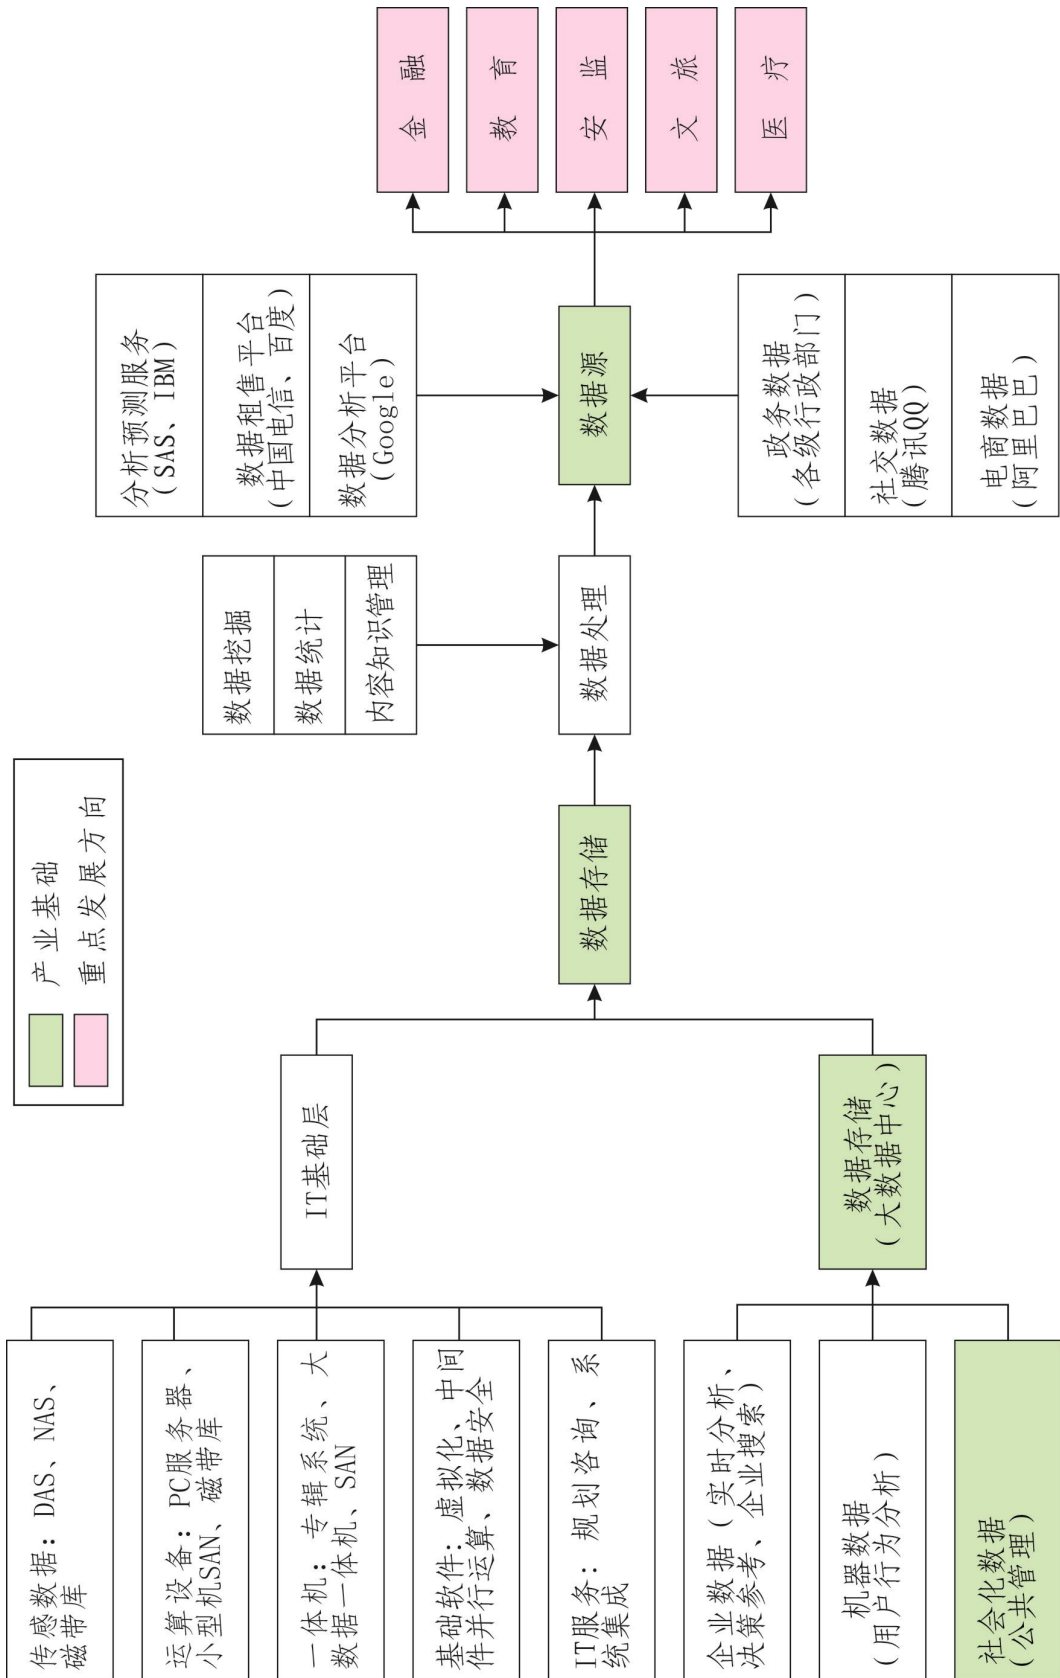 产业基础
重点发展方向
传感数据：DAS、NAS、
磁带库
运算设备：PC服务器、
小型机SAN、磁带库
一体机：专辑系统、大
数据一体机、SAN
基础软件：虚拟化、中间
件并行运算、数据安全
IT服务：规划咨询、系
统集成
企业数据（实时分析、
决策参考、企业搜索）
机器数据
（用户行为分析）
社会化数据
（公共管理）
IT基础层
数据存储
（大数据中心）
数据存储
数据挖掘
数据统计
内容知识管理
数据处理
分析预测服务
（SAS、IBM）
数据租售平台
（中国电信、百度）
数据分析平台
（Google）
数据源
政务数据
（各级行政部门）
社交数据
（腾讯QQ）
电商数据
（阿里巴巴）
金融
教育
安监
文旅
医疗